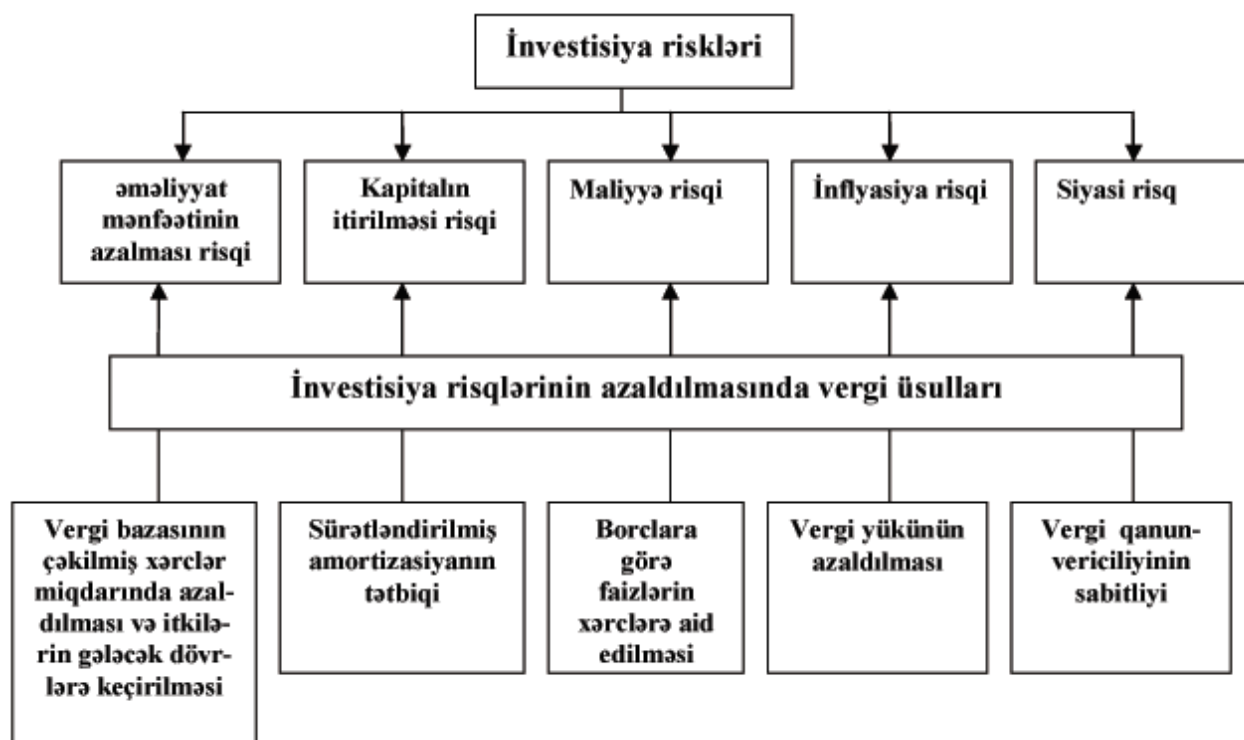 İnvestisiya riskləri
əməliyyat
mənfəətinin
azalması risqi
Kapitalın
itirilməsi risqi
Maliyyə risqi
İnflyasiya risqi
Siyasi risq
İnvestisiya risqlərinin azaldılmasında vergi üsulları
Vergi bazasının
çəkilmiş xərclər
miqdarında azal-
dılması və itkilə-
rin gələcək dövr-
lərə keçirilməsi
Sürətləndirilmiş
amortizasiyanın
tətbiqi
Borclara
görə
faizlərin
xərclərə aid
edilməsi
Vergi yükünün
azaldılması
Vergi qanun-
vericiliyinin
sabitliyi